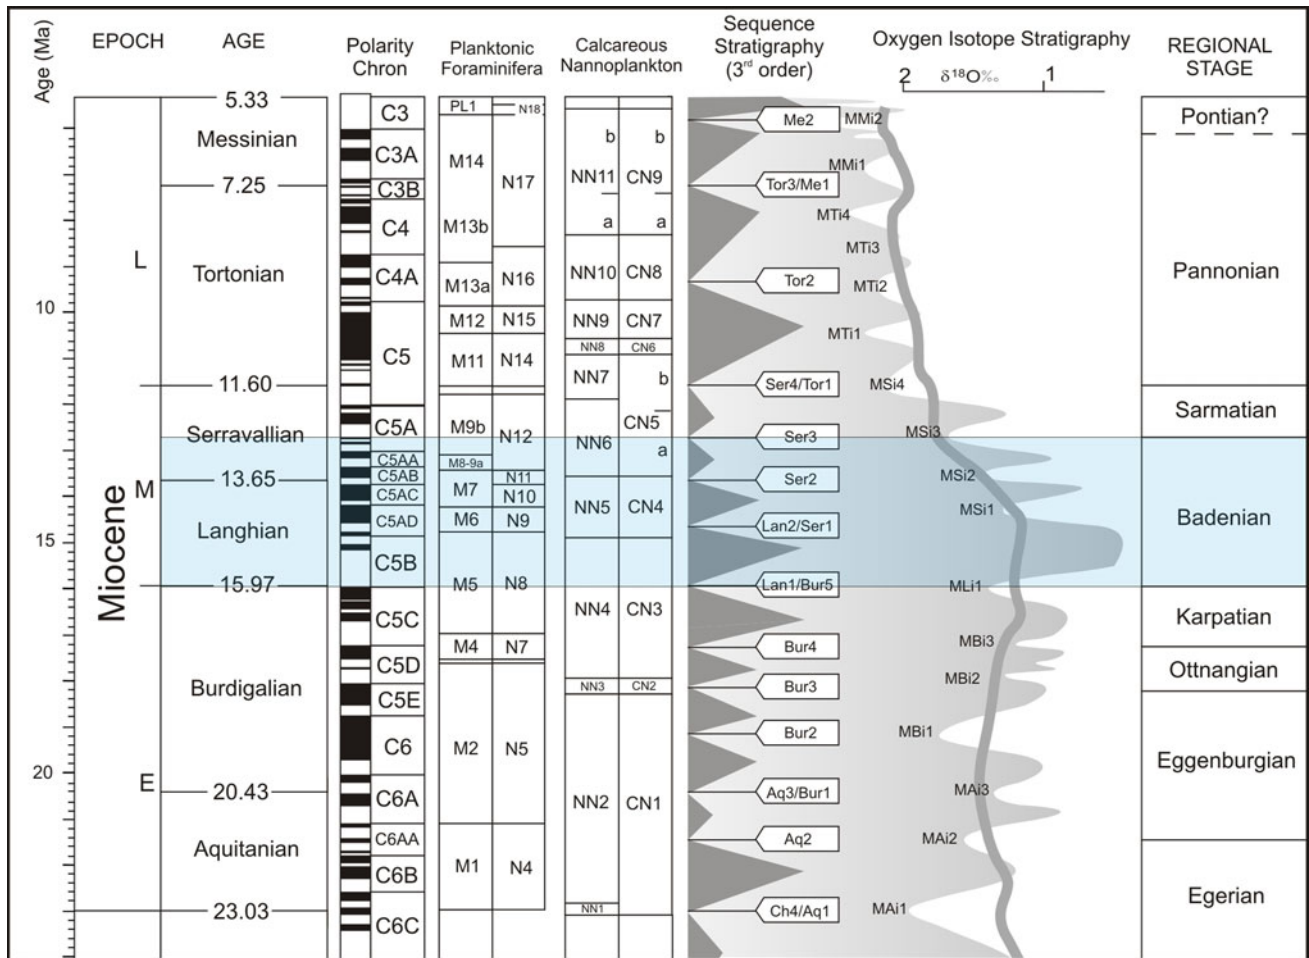 Age (Ma)
EPOCH
AGE
Polarity
Chron
Planktonic
Foraminifera
Calcareous
Nannoplankton
Sequence
Stratigraphy
(3rd order)
Oxygen Isotope Stratigraphy
2 δ18O‰ 1
REGIONAL
STAGE
10
15
20
Miocene
L
M
E
5.33
Messinian
7.25
Tortonian
11.60
Serravallian
13.65
Langhian
15.97
Burdigalian
20.43
Aquitanian
23.03
C3
C3A
C3B
C4
C4A
C5
C5A
C5AA
C5AB
C5AC
C5AD
C5B
C5C
C5D
C5E
C6
C6A
C6AA
C6B
C6C
PL1
M14
M13b
M13a
M12
M11
M9b
M8-9a
M7
M6
M5
M4
M2
M1
N18
N17
N16
N15
N14
N12
N11
N10
N9
N8
N7
N5
N4
b
NN11
a
NN10
NN9
NN8
NN7
NN6
NN5
NN4
NN3
NN2
NN1
b
CN9
a
CN8
CN7
CN6
b
CN5
a
CN4
CN3
CN2
CN1
Me2
Tor3/Me1
Tor2
Ser4/Tor1
Ser3
Ser2
Lan2/Ser1
Lan1/Bur5
Bur4
Bur3
Bur2
Aq3/Bur1
Aq2
Ch4/Aq1
MMi2
MMi1
MTi4
MTi3
MTi2
MTi1
MSi4
MSi3
MSi2
MSi1
MLi1
MBi3
MBi2
MBi1
MAi3
MAi2
MAi1
Pontian?
Pannonian
Sarmatian
Badenian
Karpatian
Ottnangian
Eggenburgian
Egerian